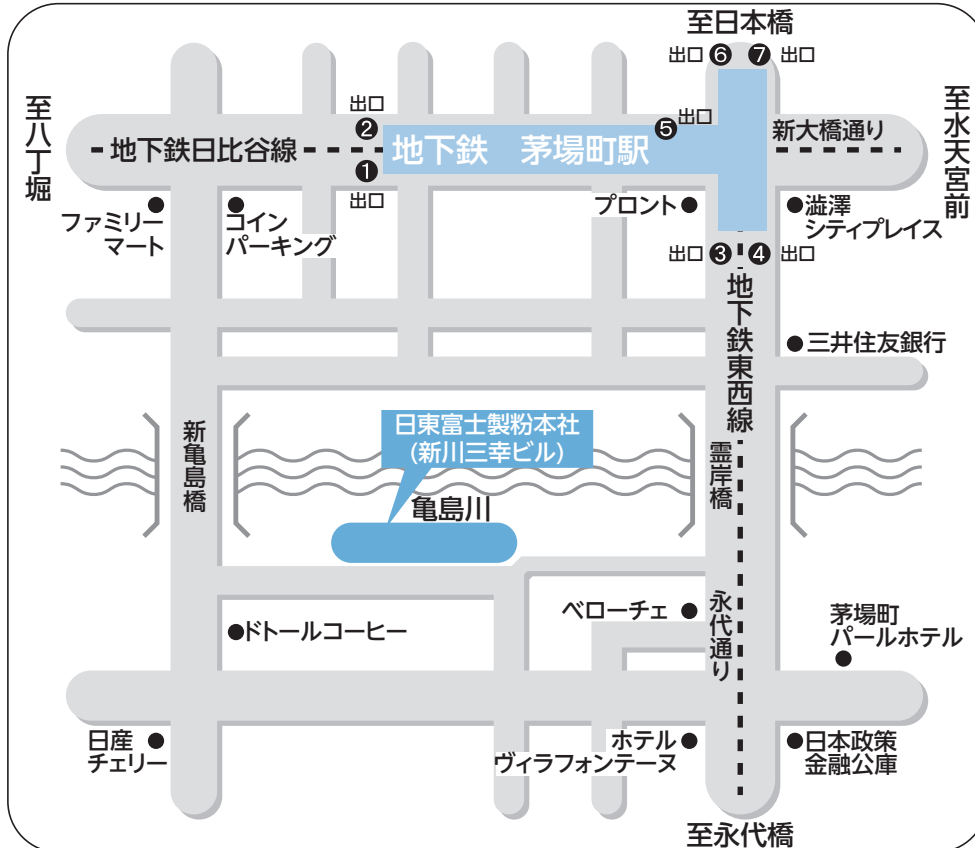 至日本橋
出口 ❻ ❼ 出口
至八丁堀
出口
❷
❺
出口
至水天宮前
地下鉄日比谷線
地下鉄 茅場町駅
新大橋通り
❶
出口
ファミリー
マート
コイン
パーキング
プロント
澁澤
シティプレイス
出口 ❸ ❹ 出口
地下鉄東西線
三井住友銀行
新亀島橋
日東富士製粉本社
(新川三幸ビル)
霊岸橋
亀島川
ドトールコーヒー
ベローチェ
永代通り
茅場町
パールホテル
日産
チェリー
ホテル
ヴィラフォンテーヌ
日本政策
金融公庫
至永代橋